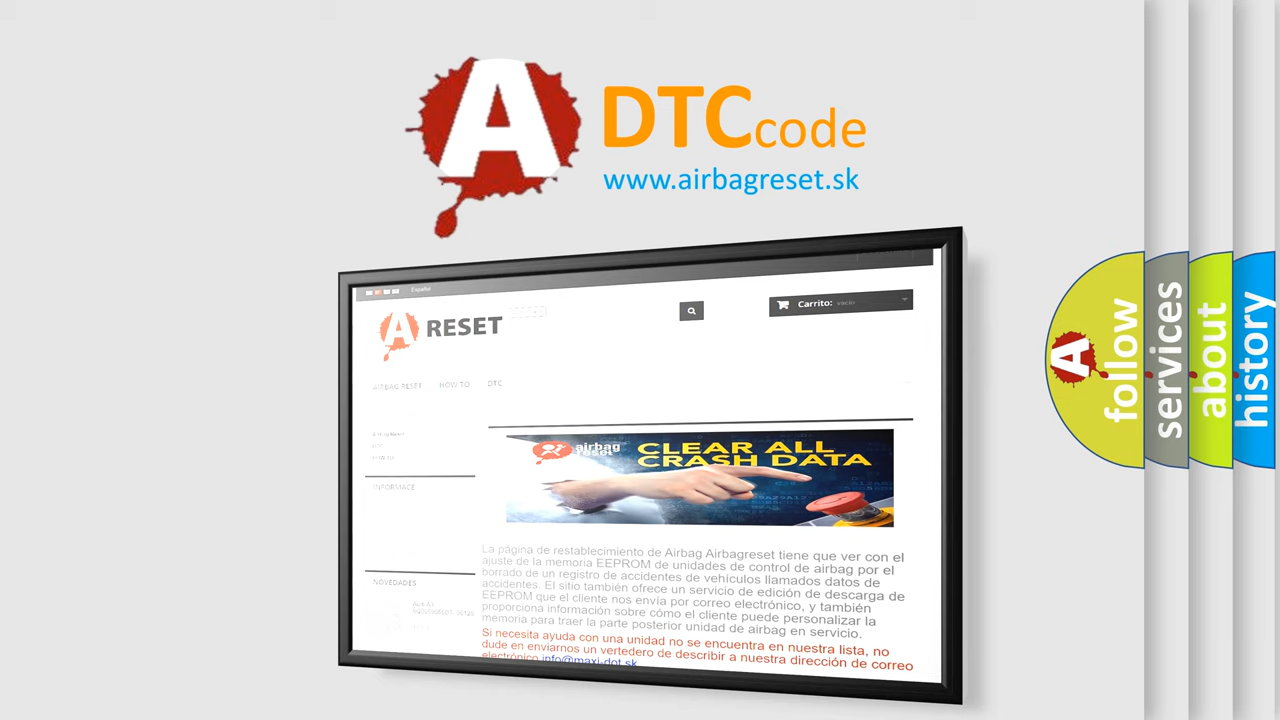 A
DTCcode
www.airbagreset.sk
Español
A RESET
Carrito: vacío
AIRBAG RESET HOW TO DTC
INFORMACE
NOVEDADES
airbag
reset
CLEAR ALL
CRASH DATA
La página de restablecimiento de Airbag Airbagreset tiene que ver con el
ajuste de la memoria EEPROM de unidades de control de airbag por el
borrado de un registro de accidentes de vehículos llamados datos de
accidentes. El sitio también ofrece un servicio de edición de descarga de
EEPROM que el cliente nos envía por correo electrónico, y también
proporciona información sobre cómo el cliente puede personalizar la
memoria para traer la parte posterior unidad de airbag en servicio.
Si necesita ayuda con una unidad no se encuentra en nuestra lista, no
dude en enviarnos un vertedero de describir a nuestra dirección de correo
electrónico info@maxi-dot.sk
A
follow
services
about
history